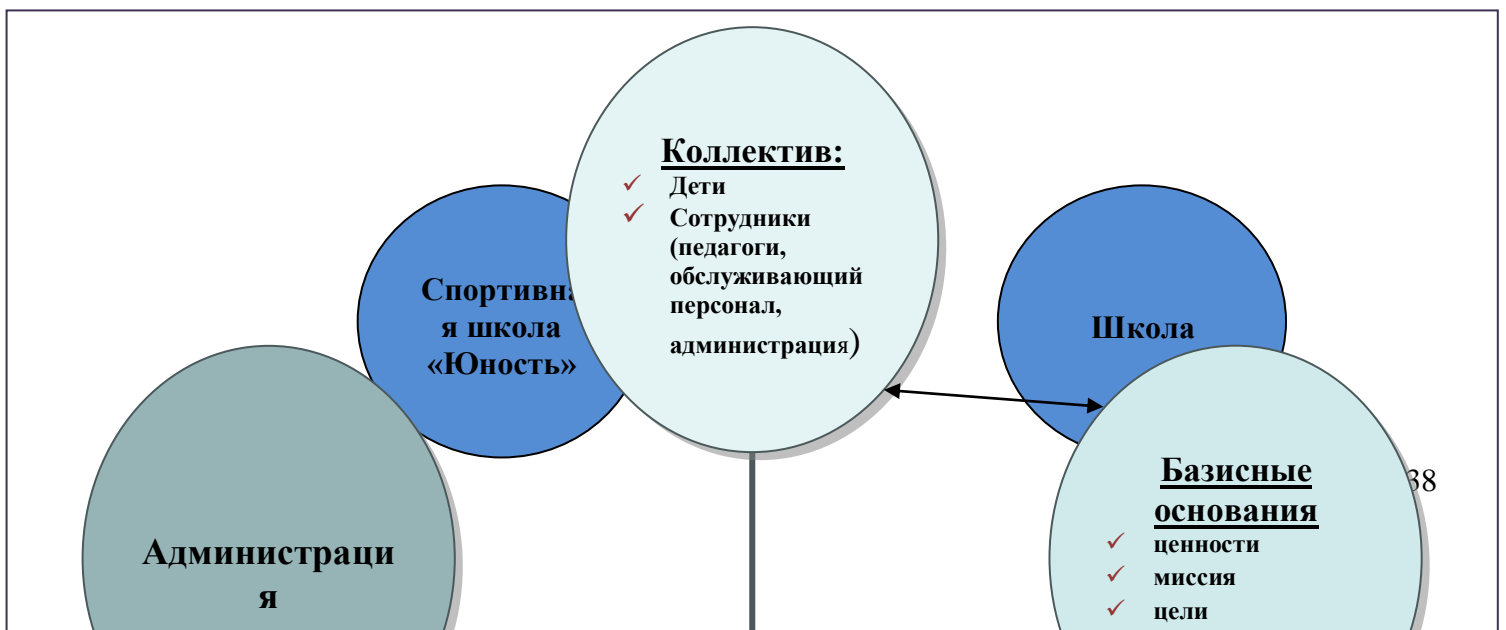 Коллектив:
Дети
Сотрудники
(педагоги,
обслуживающий
персонал,
администрация)
Спортивна
я школа
«Юность»
Школа
Администраци
я
Базисные
основания
ценности
миссия
цели
38